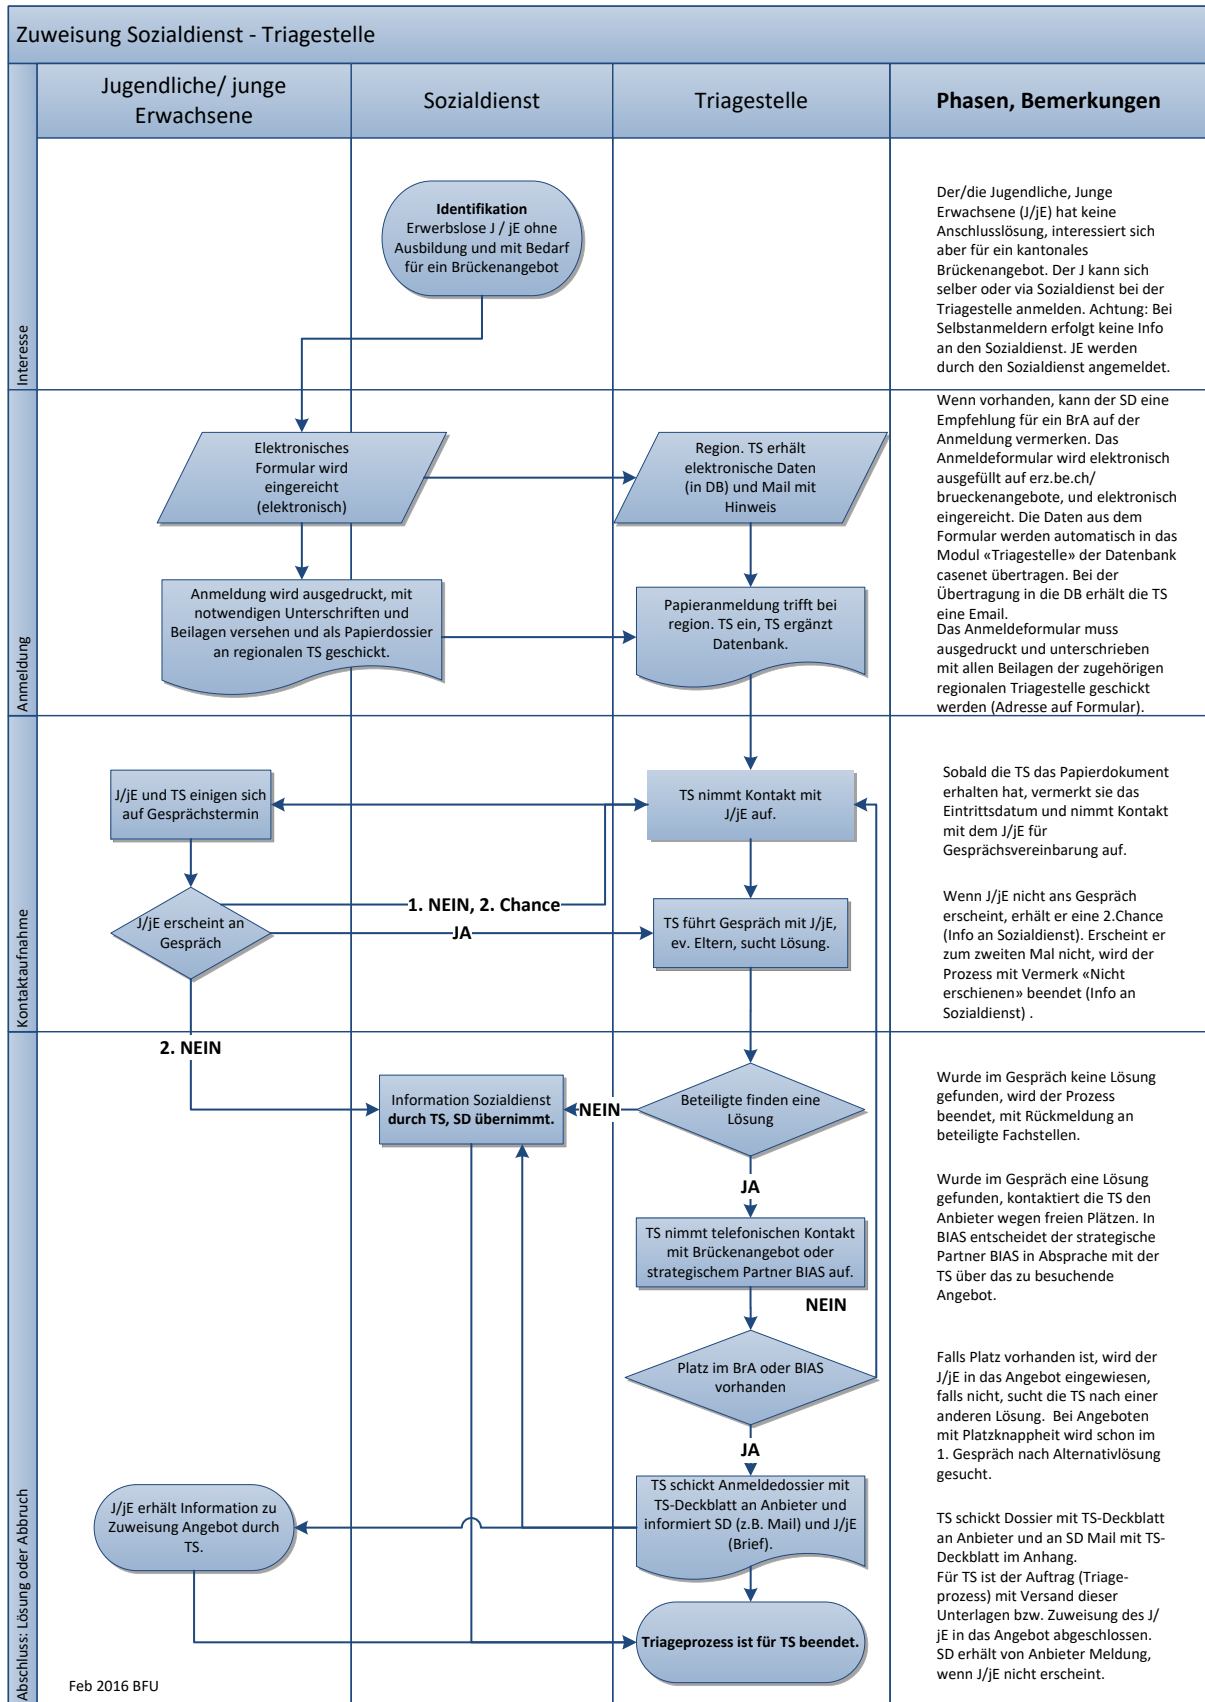 Zuweisung Sozialdienst - Triagestelle
Jugendliche/ junge
Erwachsene
Sozialdienst
Triagestelle
Phasen, Bemerkungen
Interesse
Identifikation
Erwerbslose J / jE ohne
Ausbildung und mit Bedarf
für ein Brückenangebot
Der/die Jugendliche, Junge
Erwachsene (J/jE) hat keine
Anschlusslösung, interessiert sich
aber für ein kantonales
Brückenangebot. Der J kann sich
selber oder via Sozialdienst bei der
Triagestelle anmelden. Achtung: Bei
Selbstanmeldern erfolgt keine Info
an den Sozialdienst. JE werden
durch den Sozialdienst angemeldet.
Anmeldung
Elektronisches
Formular wird
eingereicht
(elektronisch)
Region. TS erhält
elektronische Daten
(in DB) und Mail mit
Hinweis
Anmeldung wird ausgedruckt, mit
notwendigen Unterschriften und
Beilagen versehen und als Papierdossier
an regionalen TS geschickt.
Papieranmeldung trifft bei
region. TS ein, TS ergänzt
Datenbank.
Wenn vorhanden, kann der SD eine
Empfehlung für ein BrA auf der
Anmeldung vermerken. Das
Anmeldeformular wird elektronisch
ausgefüllt auf erz.be.ch/
brueckenangebote, und elektronisch
eingereicht. Die Daten aus dem
Formular werden automatisch in das
Modul «Triagestelle» der Datenbank
casenet übertragen. Bei der
Übertragung in die DB erhält die TS
eine Email.
Das Anmeldeformular muss
ausgedruckt und unterschrieben
mit allen Beilagen der zugehörigen
regionalen Triagestelle geschickt
werden (Adresse auf Formular).
Kontaktaufnahme
J/jE und TS einigen sich
auf Gesprächstermin
TS nimmt Kontakt mit
J/jE auf.
Sobald die TS das Papierdokument
erhalten hat, vermerkt sie das
Eintrittsdatum und nimmt Kontakt
mit dem J/jE für
Gesprächsvereinbarung auf.
J/jE erscheint an
Gespräch
1. NEIN, 2. Chance
JA
TS führt Gespräch mit J/jE,
ev. Eltern, sucht Lösung.
Wenn J/jE nicht ans Gespräch
erscheint, erhält er eine 2.Chance
(Info an Sozialdienst). Erscheint er
zum zweiten Mal nicht, wird der
Prozess mit Vermerk «Nicht
erschienen» beendet (Info an
Sozialdienst) .
Abschluss: Lösung oder Abbruch
2. NEIN
Information Sozialdienst
durch TS, SD übernimmt.
NEIN
Beteiligte finden eine
Lösung
Wurde im Gespräch keine Lösung
gefunden, wird der Prozess
beendet, mit Rückmeldung an
beteiligte Fachstellen.
JA
TS nimmt telefonischen Kontakt
mit Brückenangebot oder
strategischem Partner BIAS auf.
Wurde im Gespräch eine Lösung
gefunden, kontaktiert die TS den
Anbieter wegen freien Plätzen. In
BIAS entscheidet der strategische
Partner BIAS in Absprache mit der
TS über das zu besuchende
Angebot.
NEIN
Platz im BrA oder BIAS
vorhanden
Falls Platz vorhanden ist, wird der
J/jE in das Angebot eingewiesen,
falls nicht, sucht die TS nach einer
anderen Lösung.  Bei Angeboten
mit Platzknappheit wird schon im
1. Gespräch nach Alternativlösung
gesucht.
JA
J/jE erhält Information zu
Zuweisung Angebot durch
TS.
TS schickt Anmeldedossier mit
TS-Deckblatt an Anbieter und
informiert SD (z.B. Mail) und J/jE
(Brief).
TS schickt Dossier mit TS-Deckblatt
an Anbieter und an SD Mail mit TS-
Deckblatt im Anhang.
Für TS ist der Auftrag (Triage-
prozess) mit Versand dieser
Unterlagen bzw. Zuweisung des J/
jE in das Angebot abgeschlossen.
SD erhält von Anbieter Meldung,
wenn J/jE nicht erscheint.
Triageprozess ist für TS beendet.
Feb 2016 BFU